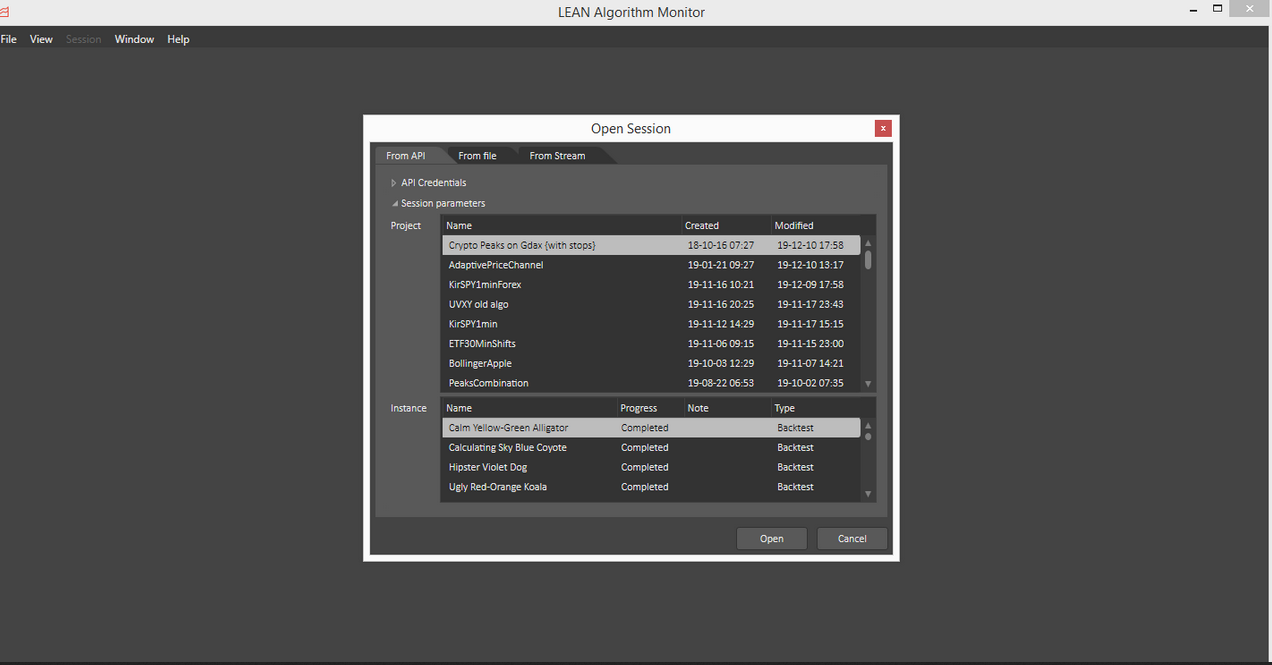 LEAN Algorithm Monitor
File View Session Window Help
Open Session
x
From API From file From Stream
API Credentials
Session parameters
Project Name Created Modified
Crypto Peaks on Gdax {with stops} 18-10-16 07:27 19-12-10 17:58
AdaptivePriceChannel 19-01-21 09:27 19-12-10 13:17
KirSPY1minForex 19-11-16 10:21 19-12-09 17:58
UVXY old algo 19-11-16 20:25 19-11-17 23:43
KirSPY1min 19-11-12 14:29 19-11-17 15:15
ETF30MinShifts 19-11-06 09:15 19-11-15 23:00
BollingerApple 19-10-03 12:29 19-11-07 14:21
PeaksCombination 19-08-22 06:53 19-10-02 07:35
Instance Name Progress Note Type
Calm Yellow-Green Alligator Completed Backtest
Calculating Sky Blue Coyote Completed Backtest
Hipster Violet Dog Completed Backtest
Ugly Red-Orange Koala Completed Backtest
Open Cancel